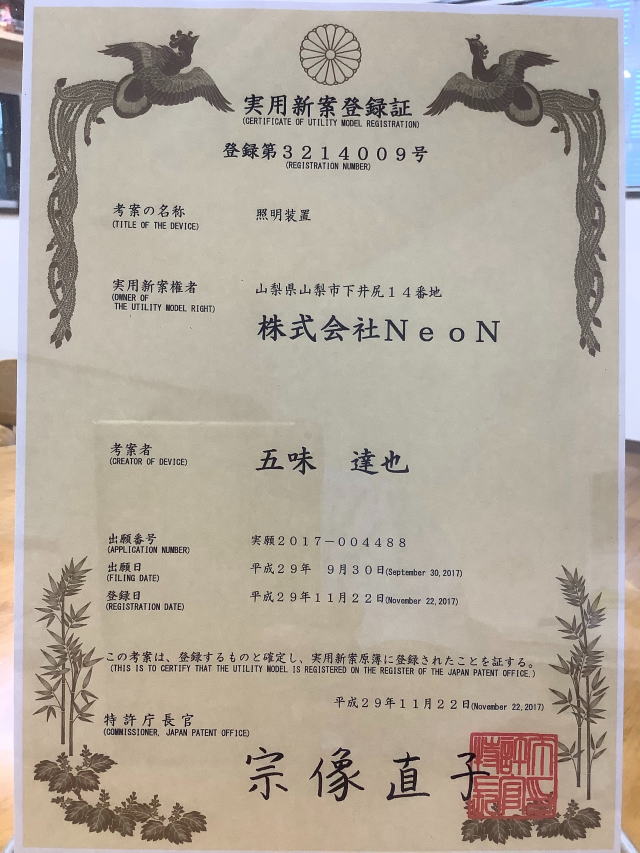 実用新案登録証
(CERTIFICATE OF UTILITY MODEL REGISTRATION)
登録第3214009号
(REGISTRATION NUMBER)
考案の名称
(TITLE OF THE DEVICE)
照明装置
実用新案権者
(OWNER OF
THE UTILITY MODEL RIGHT)
山梨県山梨市下井尻14番地
株式会社NeoN
考案者
(CREATOR OF DEVICE)
五味 達也
出願番号
(APPLICATION NUMBER)
実願2017-004488
出願日
(FILING DATE)
平成29年 9月30日(September 30,2017)
登録日
(REGISTRATION DATE)
平成29年11月22日(November 22,2017)
この考案は、登録するものと確定し、実用新案原簿に登録されたことを証する。
(THIS IS TO CERTIFY THAT THE UTILITY MODEL IS REGISTERED ON THE REGISTER OF THE JAPAN PATENT OFFICE.)
平成29年11月22日(November 22,2017)
特許庁長官
(COMMISSIONER, JAPAN PATENT OFFICE)
宗像直子